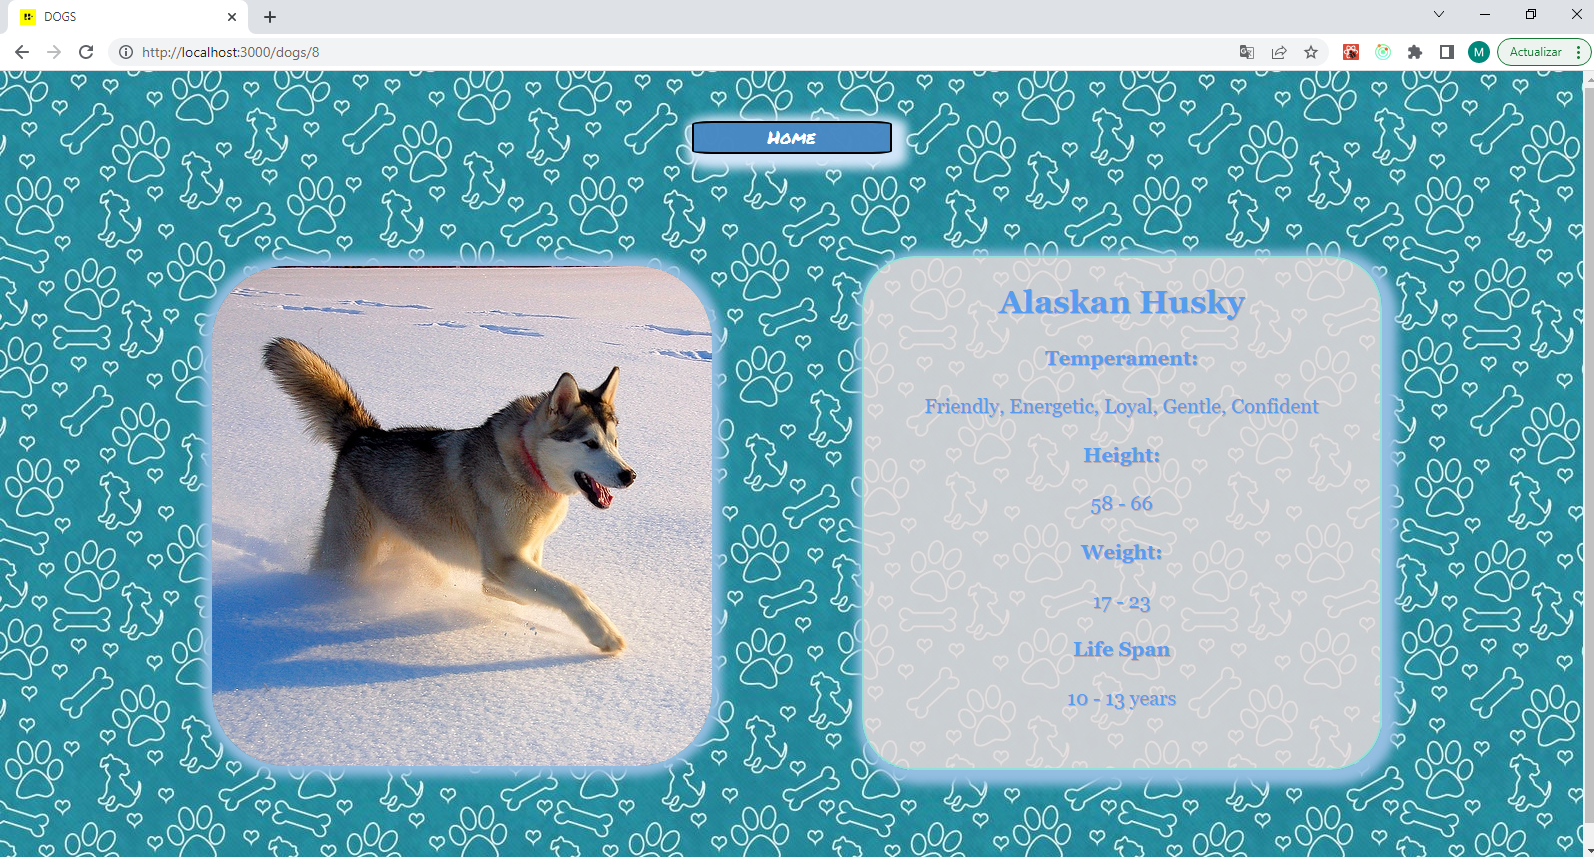 DOGS
http://localhost:3000/dogs/8
M
Actualizar
Home
Alaskan Husky
Temperament:
Friendly, Energetic, Loyal, Gentle, Confident
Height:
58 - 66
Weight:
17 - 23
Life Span
10 - 13 years